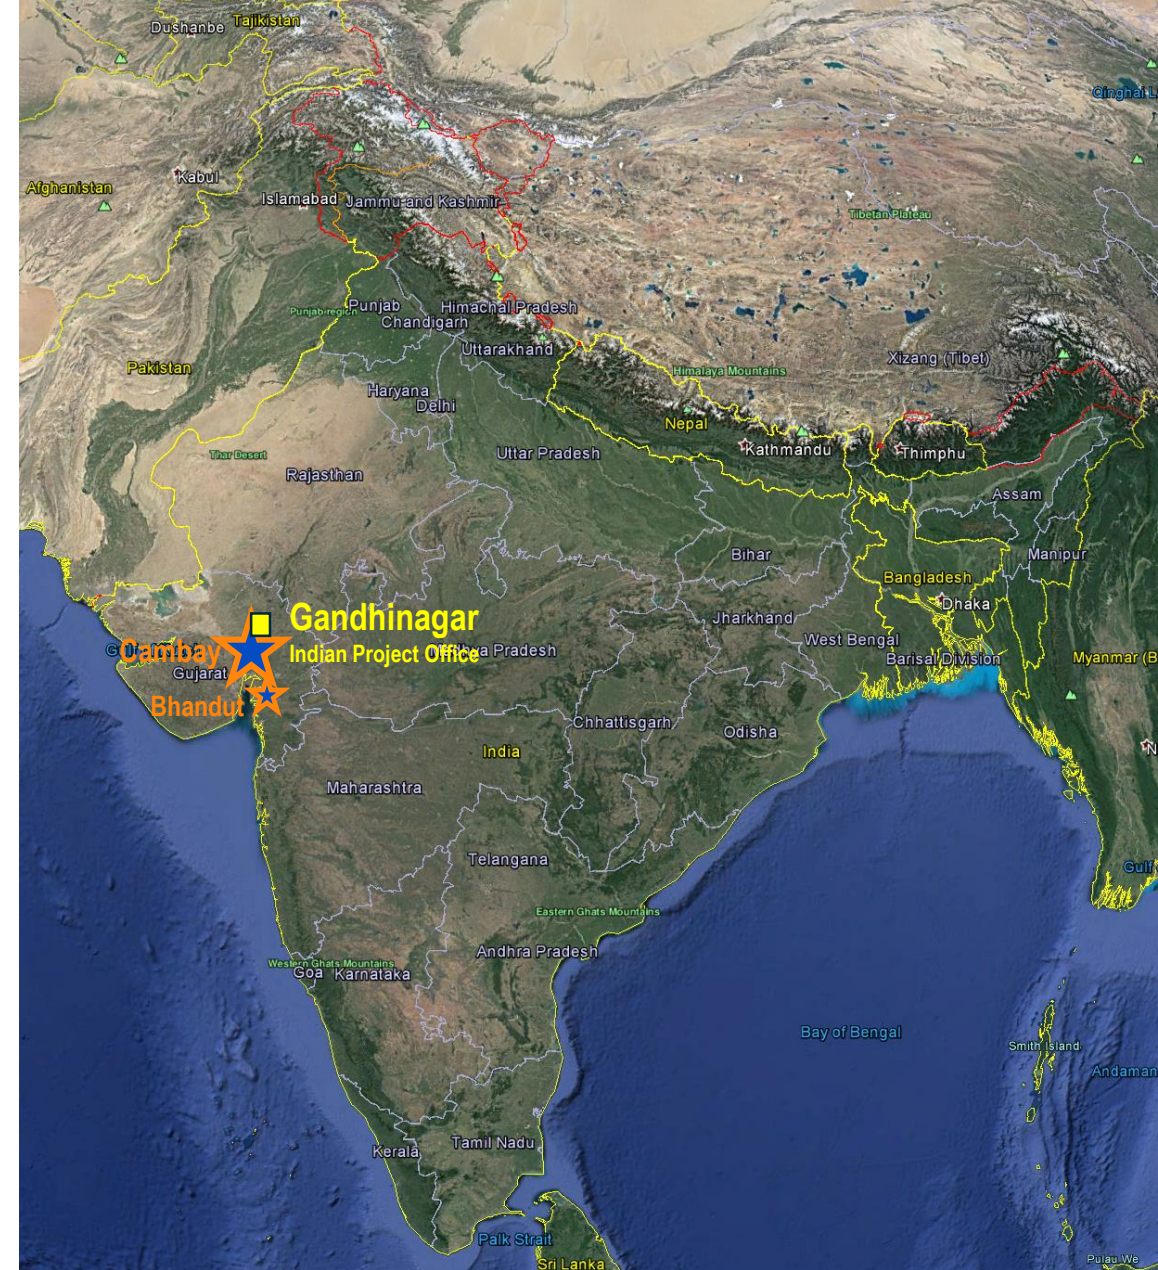 Dushanbe
Tajikistan
Qinghai L
Kabul
Afghanistan
Islamabad
Jammu and Kashmir
Tibetan Plateau
Punjab region
Punjab
Himachal Pradesh
Chandigarh
Uttarakhand
Xizang (Tibet)
Pakistan
Himalaya Mountains
Haryana
Delhi
Nepal
Kathmandu
Thimphu
Thar Desert
Uttar Pradesh
Rajasthan
Assam
Bihar
Manipur
Bangladesh
Dhaka
Gandhinagar
Indian Project Office
Jharkhand
West Bengal
Cambay
Madhya Pradesh
Barisal Division
Myanmar (B
Gujarat
Bhandut
Chhattisgarh
Odisha
India
N
Maharashtra
Telangana
Gulf
Eastern Ghats Mountains
Andhra Pradesh
Western Ghats Mountains
Goa
Karnataka
Bay of Bengal
Smith Island
Andaman
Kerala
Tamil Nadu
Palk Strait
Sri Lanka
Pulau We